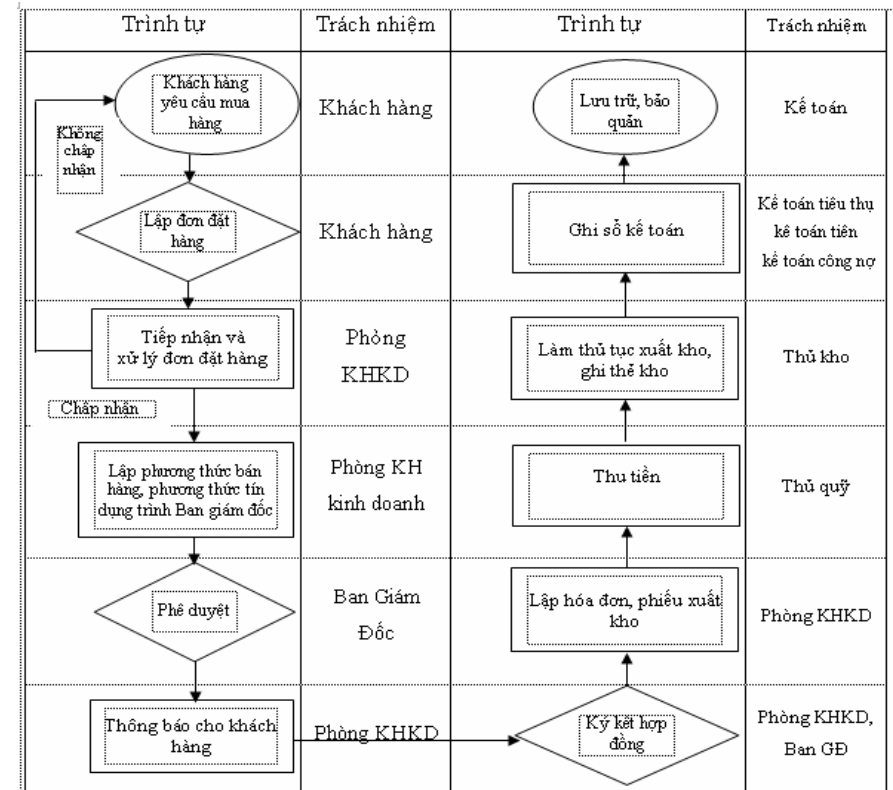 Trình tự
Trách nhiệm
Trình tự
Trách nhiệm
Khách hàng
yêu cầu mua
hàng
Khách hàng
Không
chấp
nhận
Lập đơn đặt
hàng
Khách hàng
Tiếp nhận và
xử lý đơn đặt hàng
Phòng
KHKD
Chấp nhận
Lập phương thức bán
hàng, phương thức tín
dụng trình Ban giám đốc
Phòng KH
kinh doanh
Phê duyệt
Ban Giám
Đốc
Thông báo cho khách
hàng
Phòng KHKD
Lưu trữ, bảo
quản
Kế toán
Ghi sổ kế toán
Kế toán tiêu thụ
kế toán tiền
kế toán công nợ
Làm thủ tục xuất kho,
ghi thẻ kho
Thủ kho
Thu tiền
Thủ quỹ
Lập hóa đơn, phiếu xuất
kho
Phòng KHKD
Ký kết hợp
đồng
Phòng KHKD,
Ban GĐ